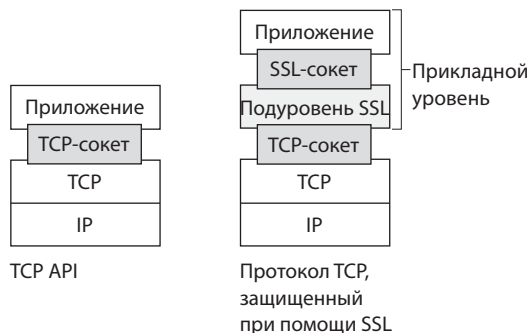 Приложение
TCP-сокет
TCP
IP
TCP API
Приложение
SSL-сокет
Подуровень SSL
TCP-сокет
TCP
IP
Протокол TCP,
защищенный
при помощи SSL
Прикладной
уровень